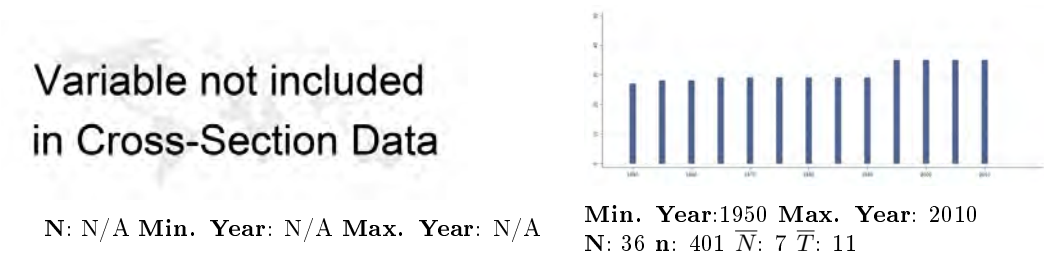 Variable not included
in Cross-Section Data
N: N/A Min. Year: N/A Max. Year: N/A
Min. Year:1950 Max. Year: 2010
N: 36 n: 401 N̅: 7 T̅: 11